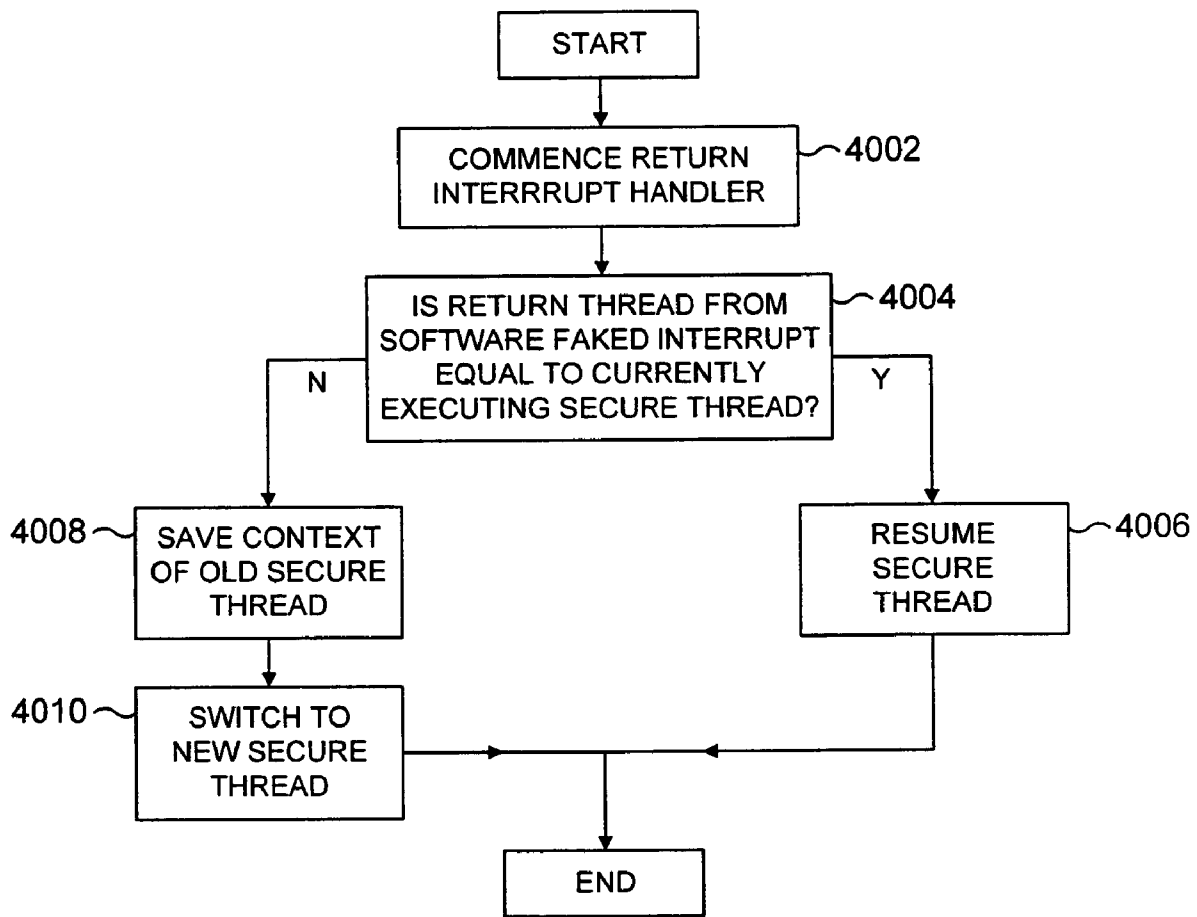 START
COMMENCE RETURN
INTERRRUPT HANDLER
4002
IS RETURN THREAD FROM
SOFTWARE FAKED INTERRUPT
EQUAL TO CURRENTLY
EXECUTING SECURE THREAD?
4004
N
Y
4008
SAVE CONTEXT
OF OLD SECURE
THREAD
RESUME
SECURE
THREAD
4006
4010
SWITCH TO
NEW SECURE
THREAD
END